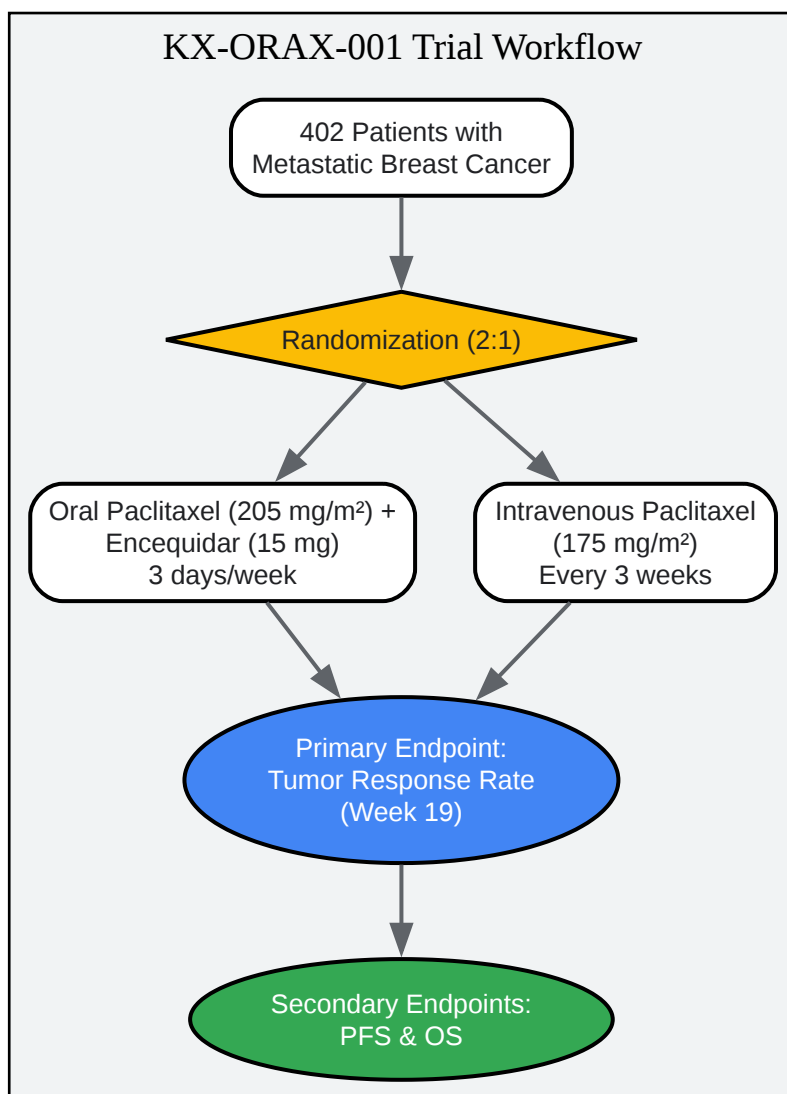 KX-ORAX-001 Trial Workflow
402 Patients with
Metastatic Breast Cancer
Randomization (2:1)
Oral Paclitaxel (205 mg/m²) +
Encequidar (15 mg)
3 days/week
Intravenous Paclitaxel
(175 mg/m²)
Every 3 weeks
Primary Endpoint:
Tumor Response Rate
(Week 19)
Secondary Endpoints:
PFS & OS